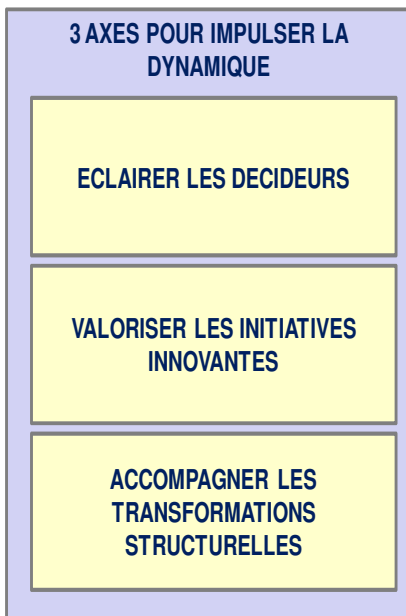 3 AXES POUR IMPULSER LA
DYNAMIQUE
ECLAIRER LES DECIDEURS
VALORISER LES INITIATIVES
INNOVANTES
ACCOMPAGNER LES
TRANSFORMATIONS
STRUCTURELLES